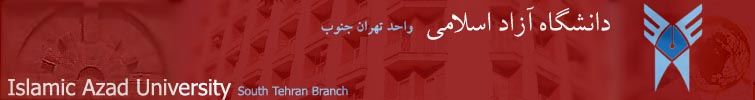 دانشگاه آزاد اسلامی واحد تهران جنوب
Islamic Azad University South Tehran Branch